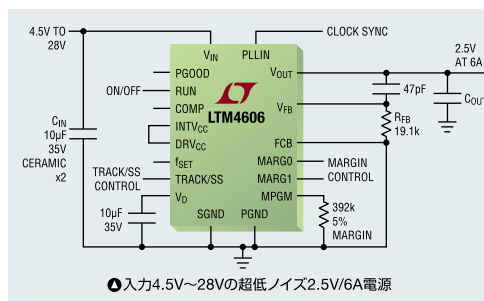 4.5V TO
28V
CLOCK SYNC
2.5V
AT 6A
VIN
PLLIN
PGOOD
VOUT
ON/OFF
RUN
47pF
COUT
COMP
LTM4606
VFB
CIN
10μF
35V
CERAMIC
x2
INTVCC
RFB
19.1k
DRVCC
FCB
fSET
MARG0
MARGIN
CONTROL
TRACK/SS
CONTROL
TRACK/SS
MARG1
VD
MPGM
10μF
35V
SGND
PGND
392k
5%
MARGIN
入力4.5V～28Vの超低ノイズ2.5V/6A電源